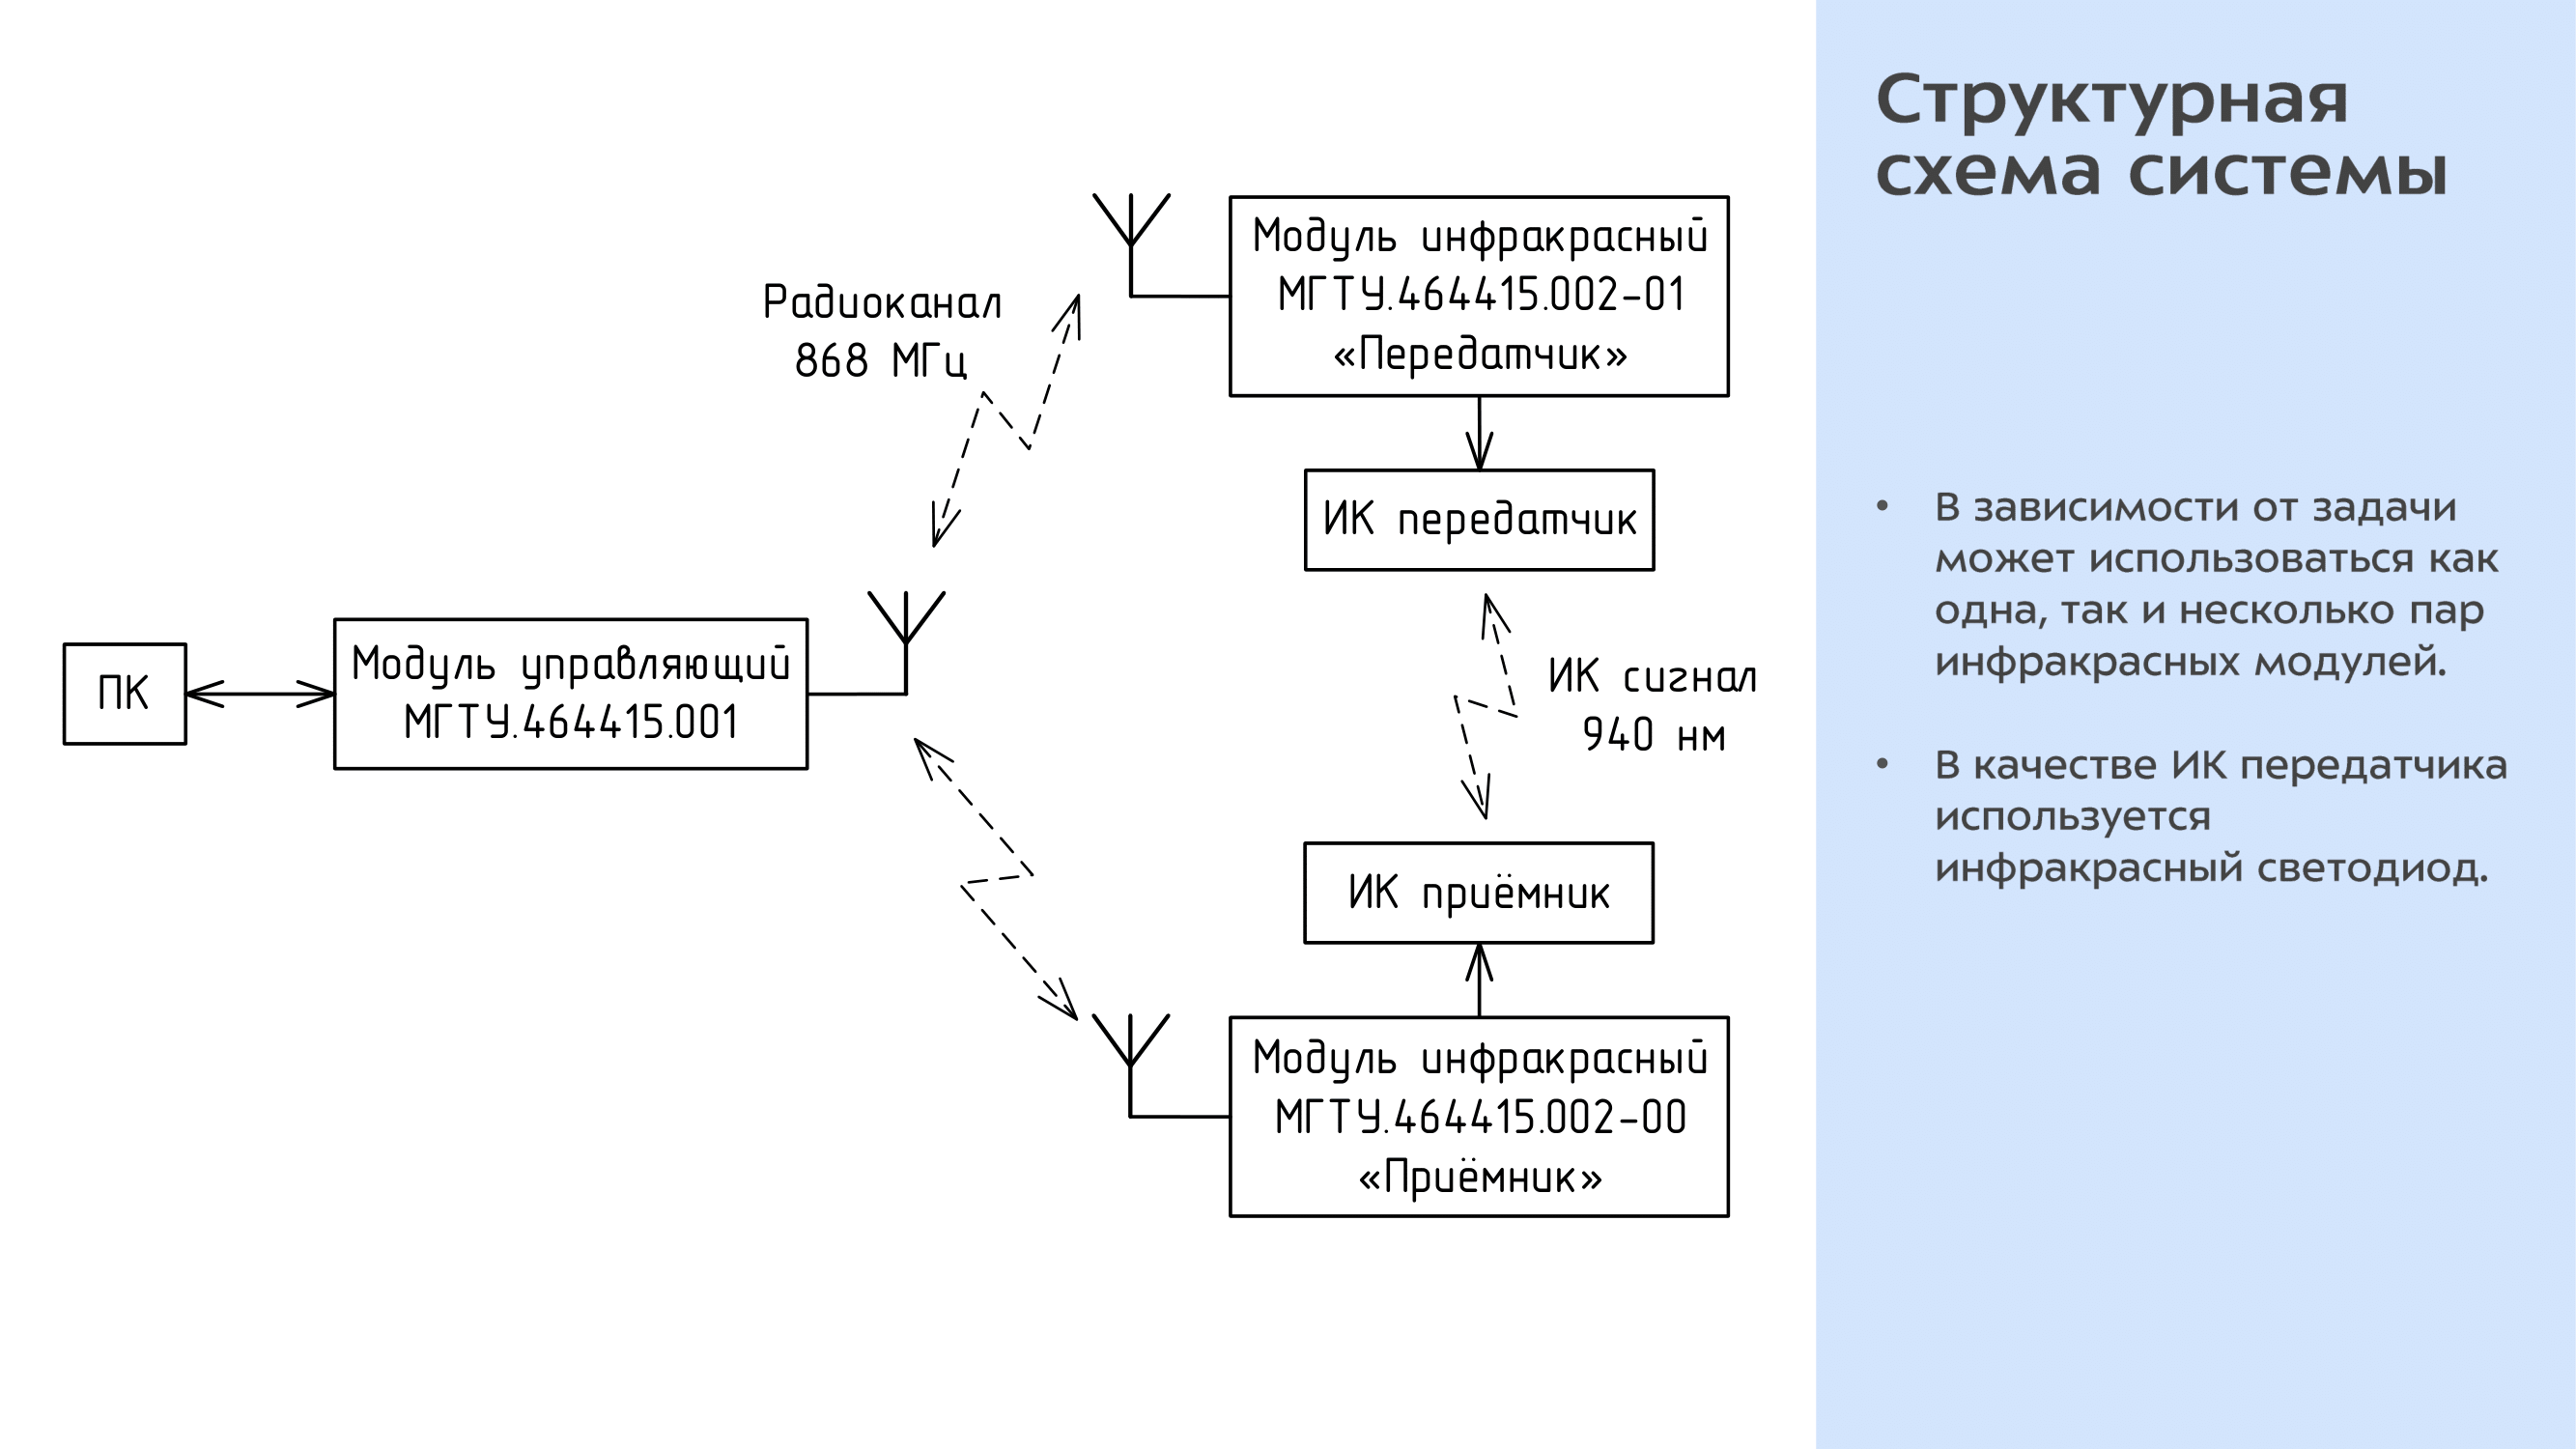 Структурная
схема системы
Модуль инфракрасный
МГТУ.464415.002-01
«Передатчик»
Радиоканал
868 МГц
ИК передатчик
Модуль управляющий
МГТУ.464415.001
ПК
ИК сигнал
940 нм
ИК приёмник
Модуль инфракрасный
МГТУ.464415.002-00
«Приёмник»
• В зависимости от задачи
может использоваться как
одна, так и несколько пар
инфракрасных модулей.
• В качестве ИК передатчика
используется
инфракрасный светодиод.